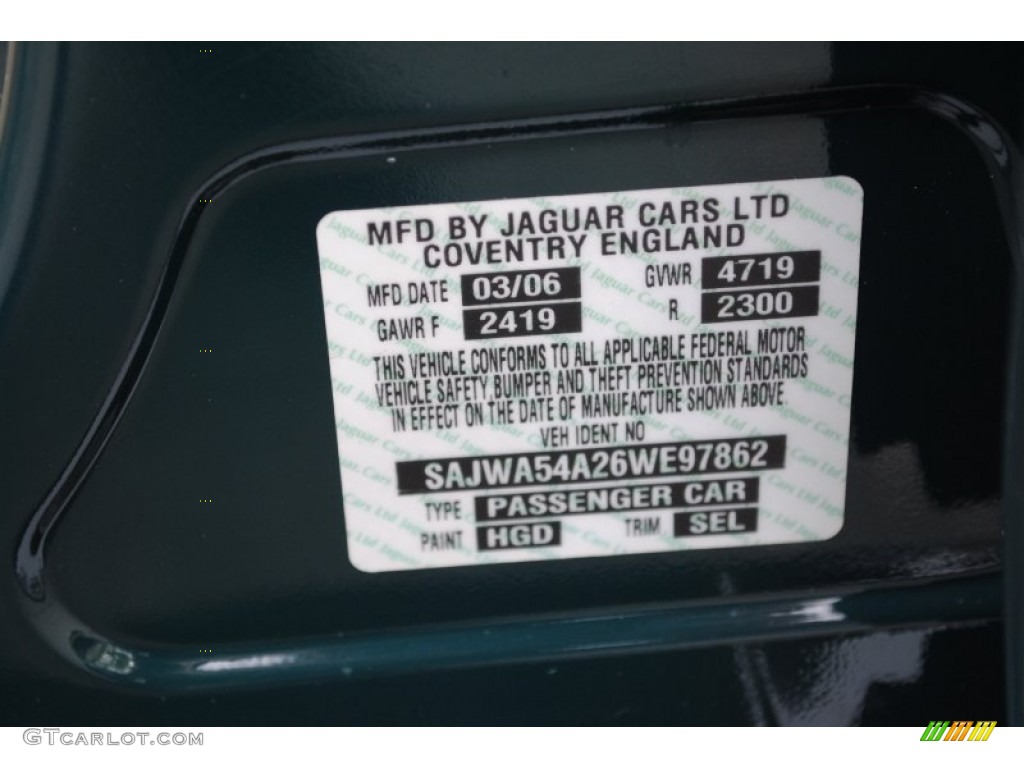 MFD BY JAGUAR CARS LTD
COVENTRY ENGLAND
MFD DATE 03/06 GVWR 4719
GAWR F 2419 R 2300
THIS VEHICLE CONFORMS TO ALL APPLICABLE FEDERAL MOTOR
VEHICLE SAFETY, BUMPER AND THEFT PREVENTION STANDARDS
IN EFFECT ON THE DATE OF MANUFACTURE SHOWN ABOVE.
VEH IDENT NO
SAJWA54A26WE97862
TYPE PASSENGER CAR
PAINT HGD TRIM SEL
GTCarLot.com